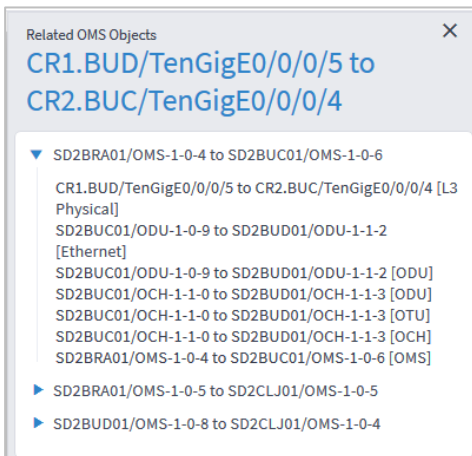 Related OMS Objects
CR1.BUD/TenGigE0/0/0/5 to
CR2.BUC/TenGigE0/0/0/4
SD2BRA01/OMS-1-0-4 to SD2BUC01/OMS-1-0-6
CR1.BUD/TenGigE0/0/0/5 to CR2.BUC/TenGigE0/0/0/4 [L3
Physical]
SD2BUC01/ODU-1-0-9 to SD2BUD01/ODU-1-1-2
[Ethernet]
SD2BUC01/ODU-1-0-9 to SD2BUD01/ODU-1-1-2 [ODU]
SD2BUC01/OCH-1-1-0 to SD2BUD01/OCH-1-1-3 [ODU]
SD2BUC01/OCH-1-1-0 to SD2BUD01/OCH-1-1-3 [OTU]
SD2BUC01/OCH-1-1-0 to SD2BUD01/OCH-1-1-3 [OCH]
SD2BRA01/OMS-1-0-4 to SD2BUC01/OMS-1-0-6 [OMS]
SD2BRA01/OMS-1-0-5 to SD2CLJ01/OMS-1-0-5
SD2BUD01/OMS-1-0-8 to SD2CLJ01/OMS-1-0-4